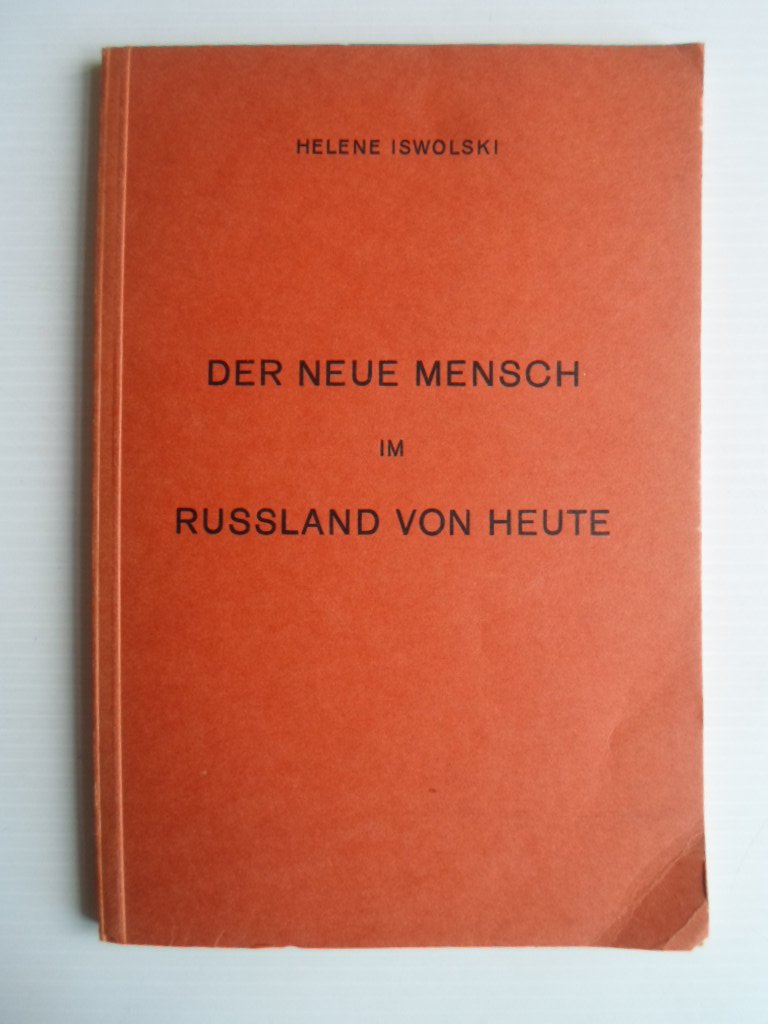 HELENE ISWOLSKI
DER NEUE MENSCH
IM
RUSSLAND VON HEUTE